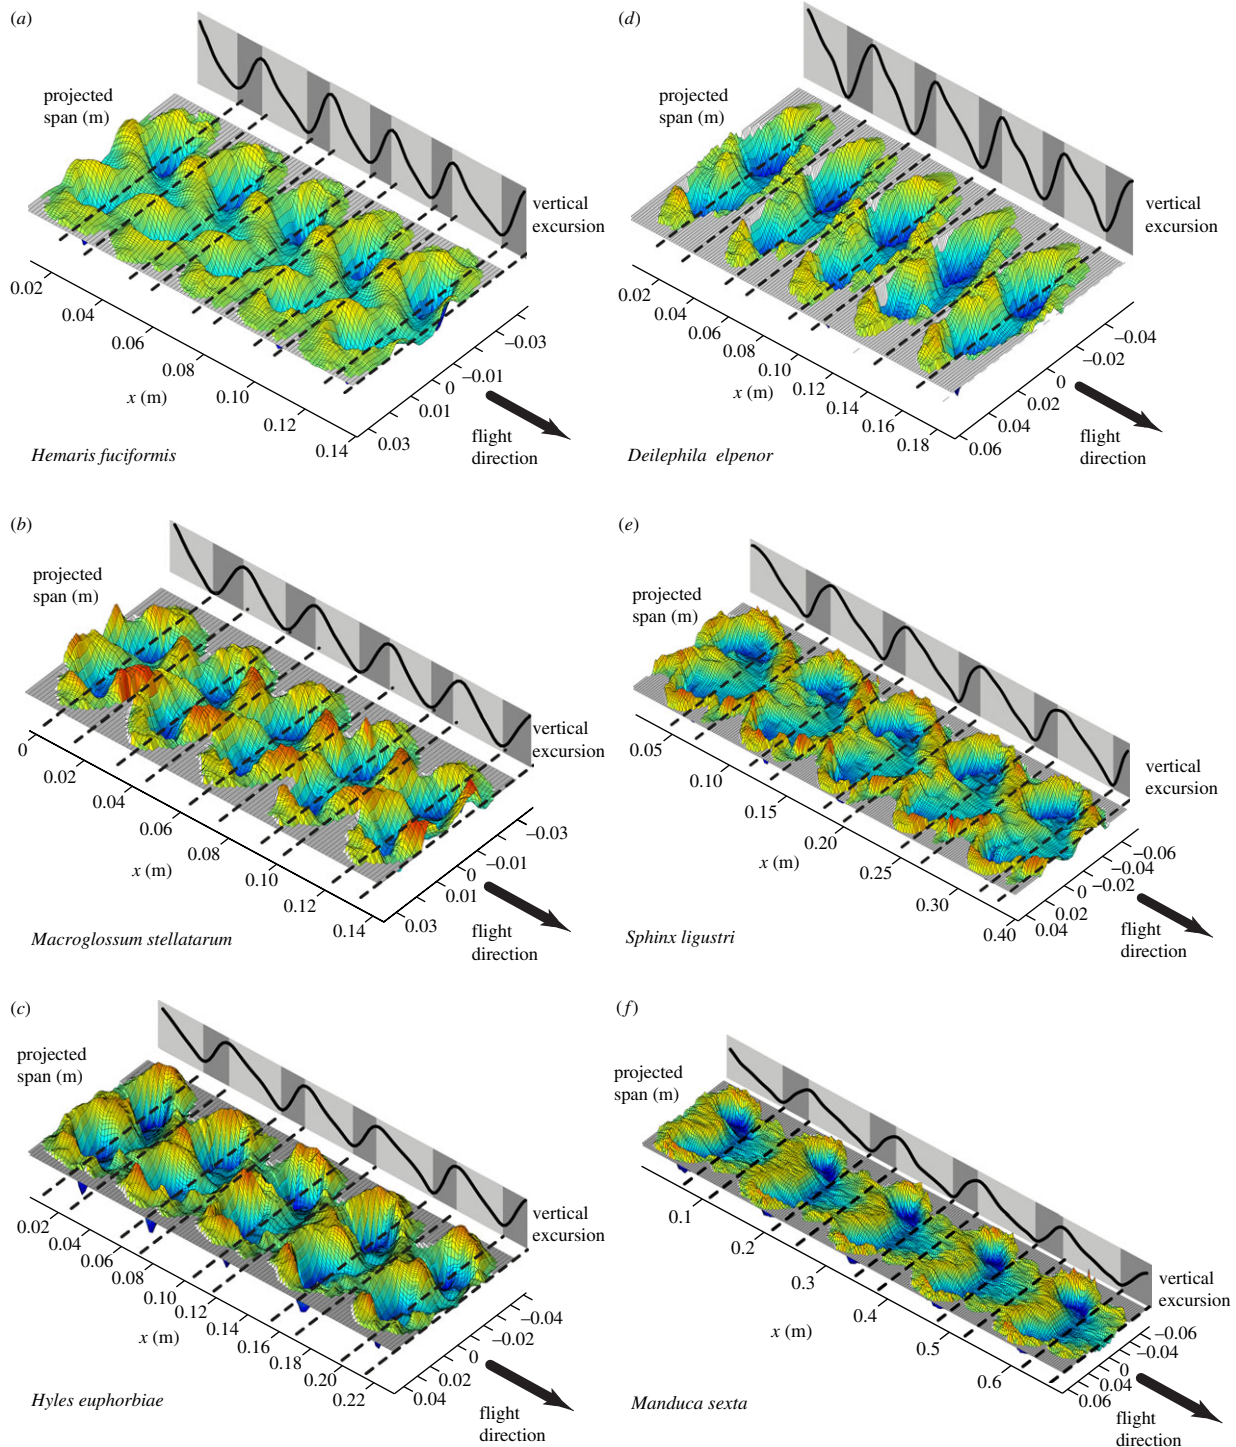 (a)
projected
span (m)
vertical
excursion
0.02
0.04
0.06
0.08
0.10
0.12
0.14
x (m)
–0.03
–0.01
0
0.01
0.03
flight
direction
Hemaris fuciformis
(d)
projected
span (m)
vertical
excursion
0.02
0.04
0.06
0.08
0.10
0.12
0.14
0.16
0.18
x (m)
–0.04
–0.02
0
0.02
0.04
0.06
flight
direction
Deilephila elpenor
(b)
projected
span (m)
vertical
excursion
0
0.02
0.04
0.06
0.08
0.10
0.12
0.14
x (m)
–0.03
–0.01
0
0.01
0.03
flight
direction
Macroglossum stellatarum
(e)
projected
span (m)
vertical
excursion
0.05
0.10
0.15
0.20
0.25
0.30
0.40
x (m)
–0.06
–0.04
–0.02
0
0.02
0.04
flight
direction
Sphinx ligustri
(c)
projected
span (m)
vertical
excursion
0.02
0.04
0.06
0.08
0.10
0.12
0.14
0.16
0.18
0.20
0.22
x (m)
–0.04
–0.02
0
0.02
0.04
flight
direction
Hyles euphorbiae
(f)
projected
span (m)
vertical
excursion
0.1
0.2
0.3
0.4
0.5
0.6
x (m)
–0.06
–0.04
0
0.04
0.06
flight
direction
Manduca sexta